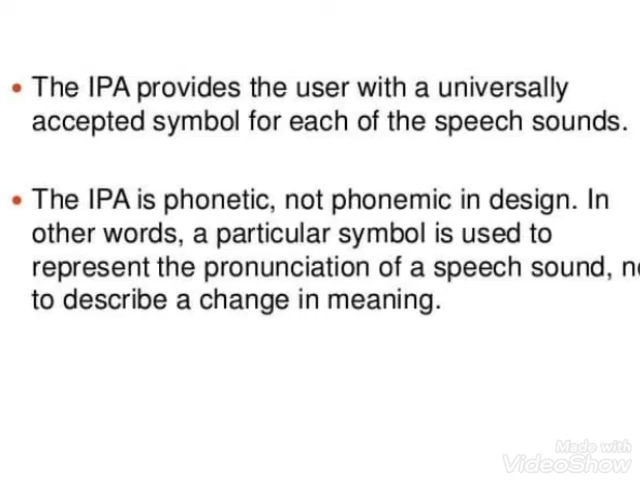 • The IPA provides the user with a universally
accepted symbol for each of the speech sounds.
• The IPA is phonetic, not phonemic in design. In
other words, a particular symbol is used to
represent the pronunciation of a speech sound,
to describe a change in meaning.
Made with
VideoShow